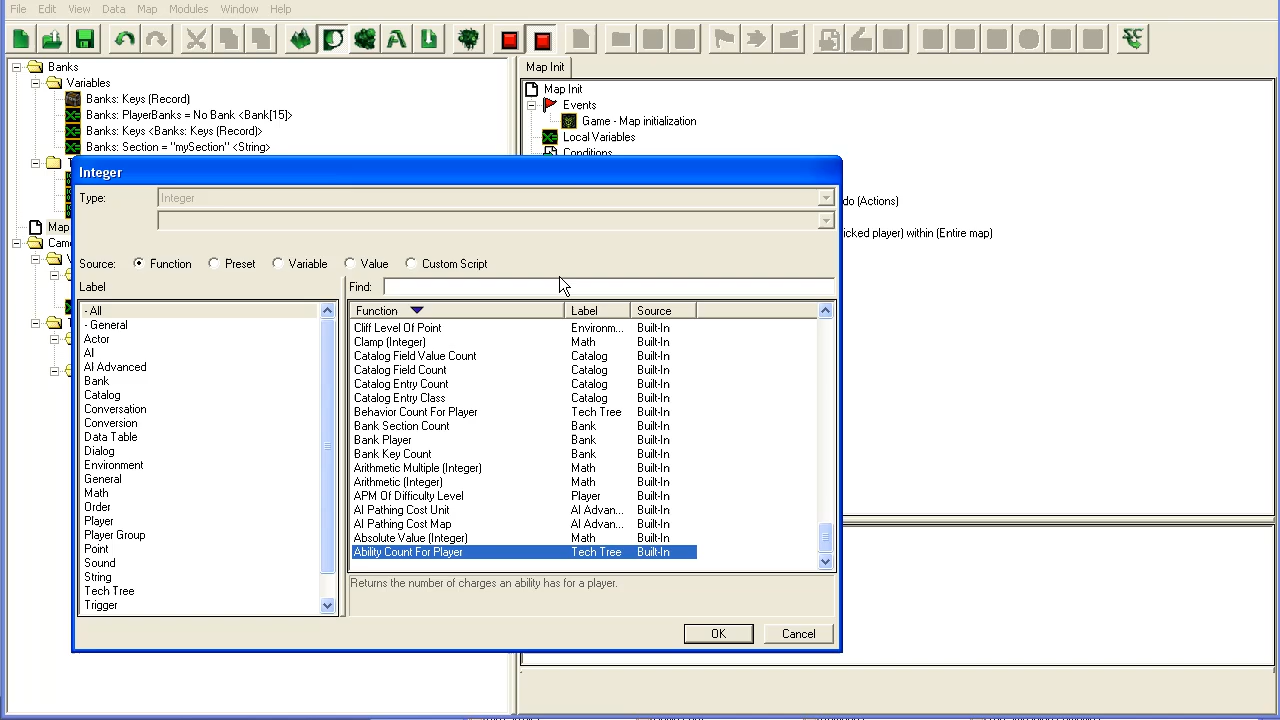 File Edit View Data Map Modules Window Help
Banks
Variables
Banks: Keys (Record)
Banks: PlayerBanks = No Bank <Bank[15]>
Banks: Keys <Banks: Keys (Record)>
Banks: Section = "mySection" <String>
Map
Map Init
Map Init
Events
Game - Map initialization
Local Variables
Conditions
do (Actions)
icked player) within (Entire map)
Integer
Type: Integer
Source: Function Preset Variable Value Custom Script
Label
- All
- General
Actor
AI
AI Advanced
Bank
Catalog
Conversation
Conversion
Data Table
Dialog
Environment
General
Math
Order
Player
Player Group
Point
Sound
String
Tech Tree
Trigger
Find:
Function Label Source
Cliff Level Of Point Environm... Built-In
Clamp (Integer) Math Built-In
Catalog Field Value Count Catalog Built-In
Catalog Field Count Catalog Built-In
Catalog Entry Count Catalog Built-In
Catalog Entry Class Catalog Built-In
Behavior Count For Player Tech Tree Built-In
Bank Section Count Bank Built-In
Bank Player Bank Built-In
Bank Key Count Bank Built-In
Arithmetic Multiple (Integer) Math Built-In
Arithmetic (Integer) Math Built-In
APM Of Difficulty Level Player Built-In
AI Pathing Cost Unit AI Advan... Built-In
AI Pathing Cost Map AI Advan... Built-In
Absolute Value (Integer) Math Built-In
Ability Count For Player Tech Tree Built-In
Returns the number of charges an ability has for a player.
OK Cancel